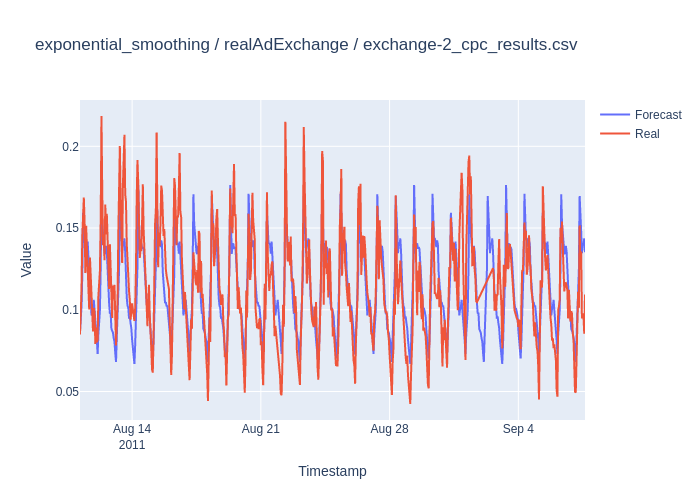 exponential_smoothing / realAdExchange / exchange-2_cpc_results.csv
Forecast
Real
0.2
0.15
0.1
0.05
Value
Aug 14
2011
Aug 21
Aug 28
Sep 4
Timestamp